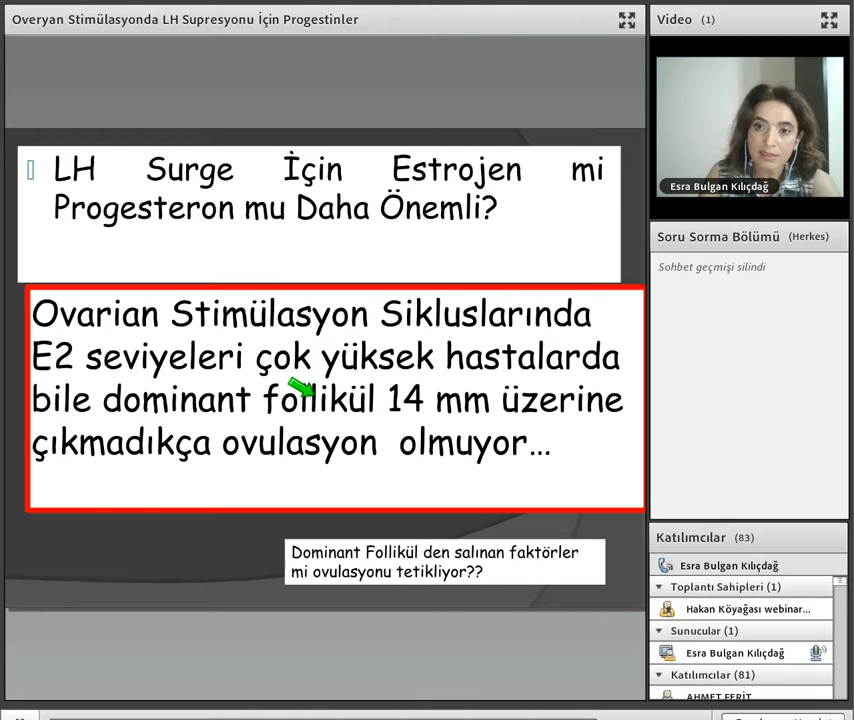 Overyan Stimülasyonda LH Supresyonu İçin Progestinler
LH Surge İçin Estrojen mi
Progesteron mu Daha Önemli?
Ovarian Stimülasyon Sikluslarında
E2 seviyeleri çok yüksek hastalarda
bile dominant follikül 14 mm üzerine
çıkmadıkça ovulasyon olmuyor...
Dominant Follikül den salınan faktörler
mi ovulasyonu tetikliyor??
Video (1)
Esra Bulgan Kılıçdağ
Soru Sorma Bölümü (Herkes)
Sohbet geçmişi silindi
Katılımcılar (83)
Esra Bulgan Kılıçdağ
Toplantı Sahipleri (1)
Hakan Köyağası webinar...
Sunucular (1)
Esra Bulgan Kılıçdağ
Katılımcılar (81)
AHMET FERİT